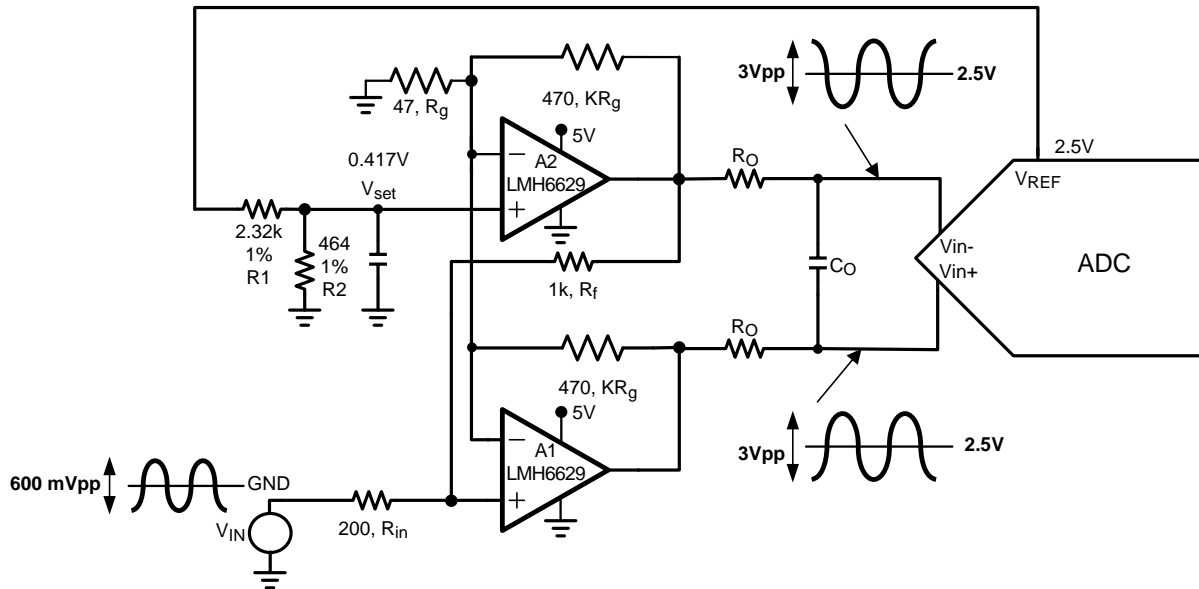 3Vpp
2.5V
470, KRg
47, Rg
5V
A2
LMH6629
−
+
0.417V
Vset
RO
2.5V
VREF
2.32k
1%
R1
464
1%
R2
1k, Rf
CO
Vin-
Vin+
ADC
RO
470, KRg
5V
A1
LMH6629
−
+
3Vpp
2.5V
600 mVpp
GND
VIN
200, Rin